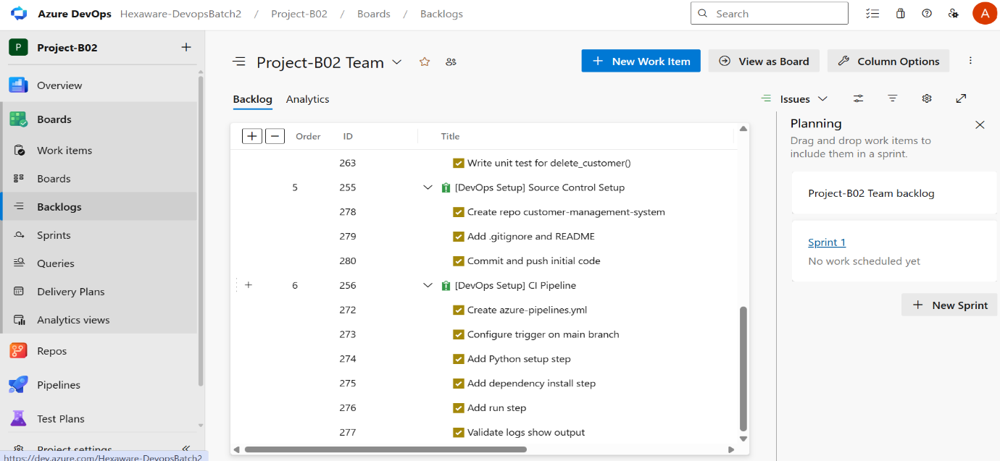 Azure DevOps Hexaware-DevopsBatch2 / Project-B02 / Boards / Backlogs Search A
P Project-B02 +
Overview
Boards
Work items
Boards
Backlogs
Sprints
Queries
Delivery Plans
Analytics views
Repos
Pipelines
Test Plans
Project settings
https://dev.azure.com/Hexaware-DevopsBatch2
Project-B02 Team
+ New Work Item View as Board Column Options
Backlog Analytics Issues
+ − Order ID Title
263 Write unit test for delete_customer()
5 255 [DevOps Setup] Source Control Setup
278 Create repo customer-management-system
279 Add .gitignore and README
280 Commit and push initial code
+ 6 256 [DevOps Setup] CI Pipeline
272 Create azure-pipelines.yml
273 Configure trigger on main branch
274 Add Python setup step
275 Add dependency install step
276 Add run step
277 Validate logs show output
Planning
Drag and drop work items to
include them in a sprint.
Project-B02 Team backlog
Sprint 1
No work scheduled yet
+ New Sprint